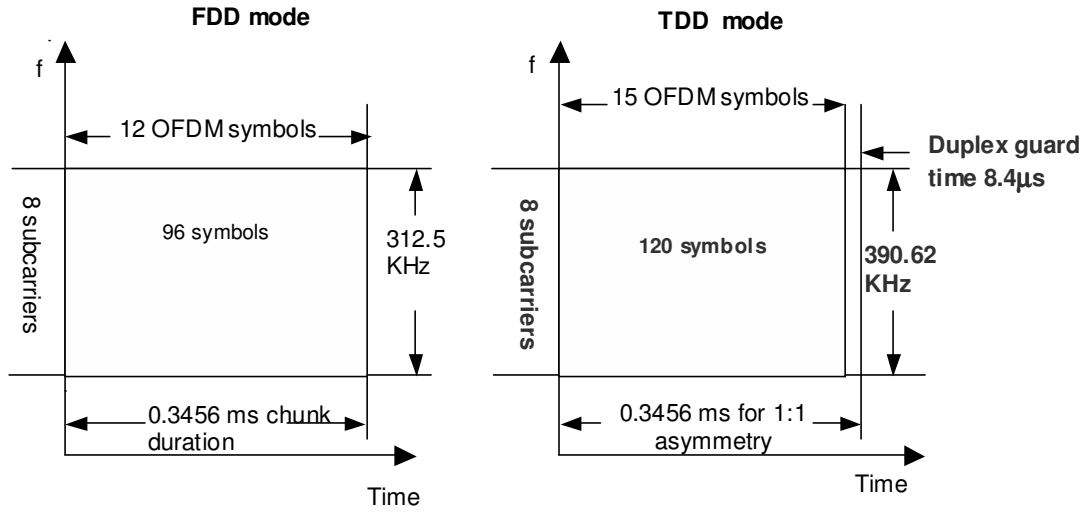 FDD mode
f
12 OFDM symbols
8 subcarriers
96 symbols
312.5
KHz
0.3456 ms chunk
duration
Time
TDD mode
f
15 OFDM symbols
Duplex guard
time 8.4μs
8 subcarriers
120 symbols
390.62
KHz
0.3456 ms for 1:1
asymmetry
Time